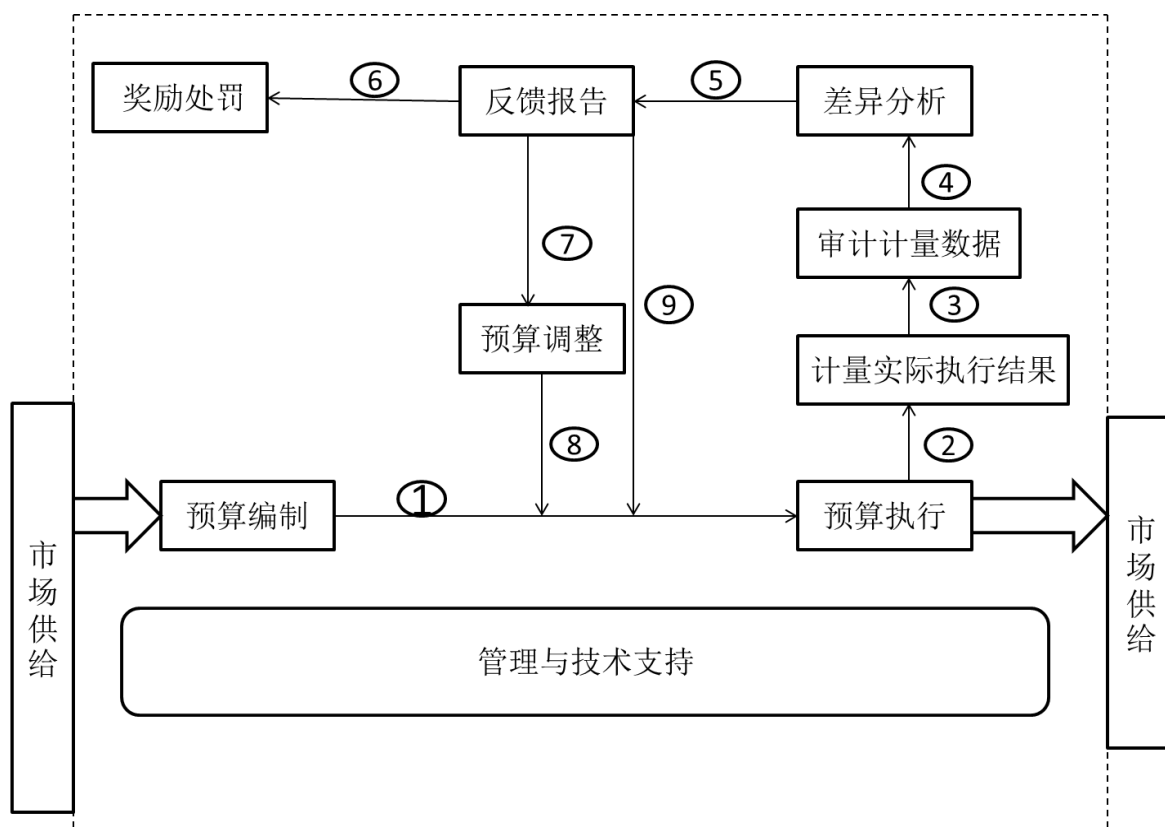 奖励处罚
⑥
反馈报告
⑤
差异分析
④
审计计量数据
⑦
③
⑨
预算调整
计量实际执行结果
⑧
②
市场供给
预算编制
①
预算执行
市场供给
管理与技术支持